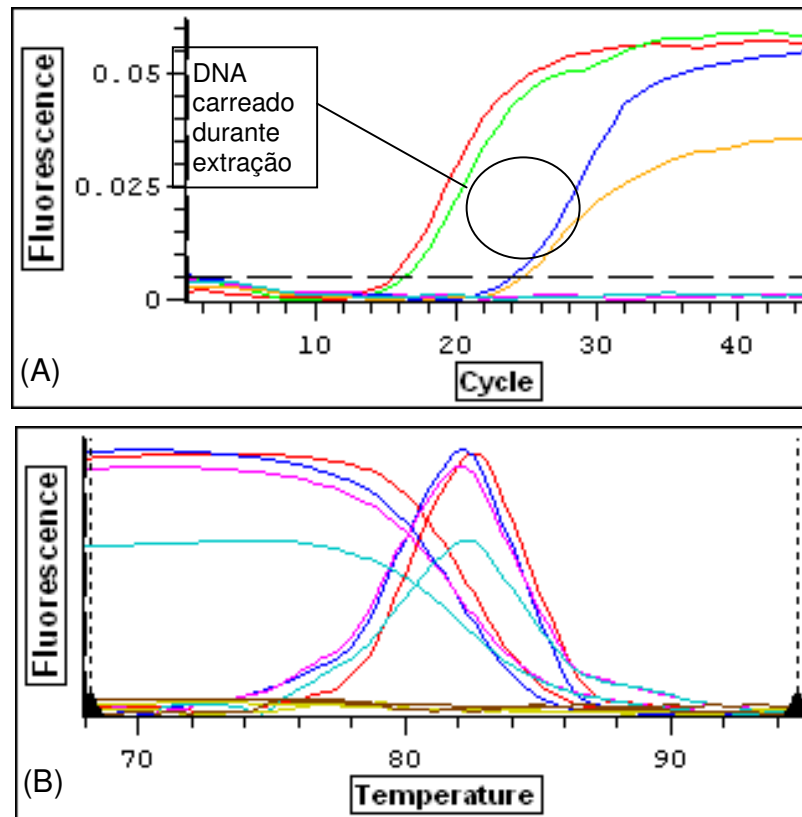 DNA
carreado
durante
extração
Fluorescence
0.05
0.025
0
10 20 30 40
(A)
Cycle
Fluorescence
70 80 90
(B)
Temperature